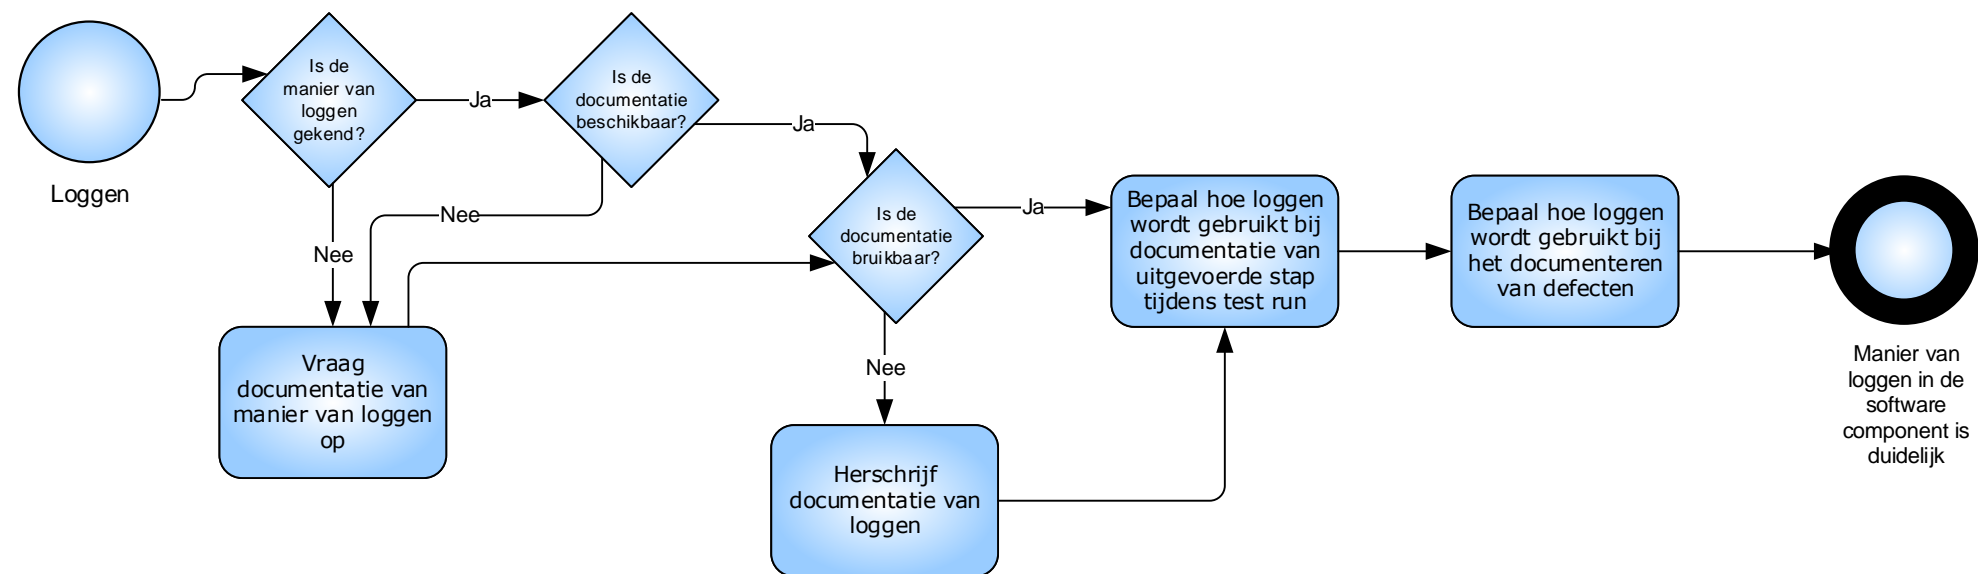 Loggen
Is de
manier van
loggen
gekend?
Ja
Nee
Is de
documentatie
beschikbaar?
Ja
Nee
Vraag
documentatie van
manier van loggen
op
Is de
documentatie
bruikbaar?
Ja
Nee
Herschrijf
documentatie van
loggen
Bepaal hoe loggen
wordt gebruikt bij
documentatie van
uitgevoerde stap
tijdens test run
Bepaal hoe loggen
wordt gebruikt bij
het documenteren
van defecten
Manier van
loggen in de
software
component is
duidelijk